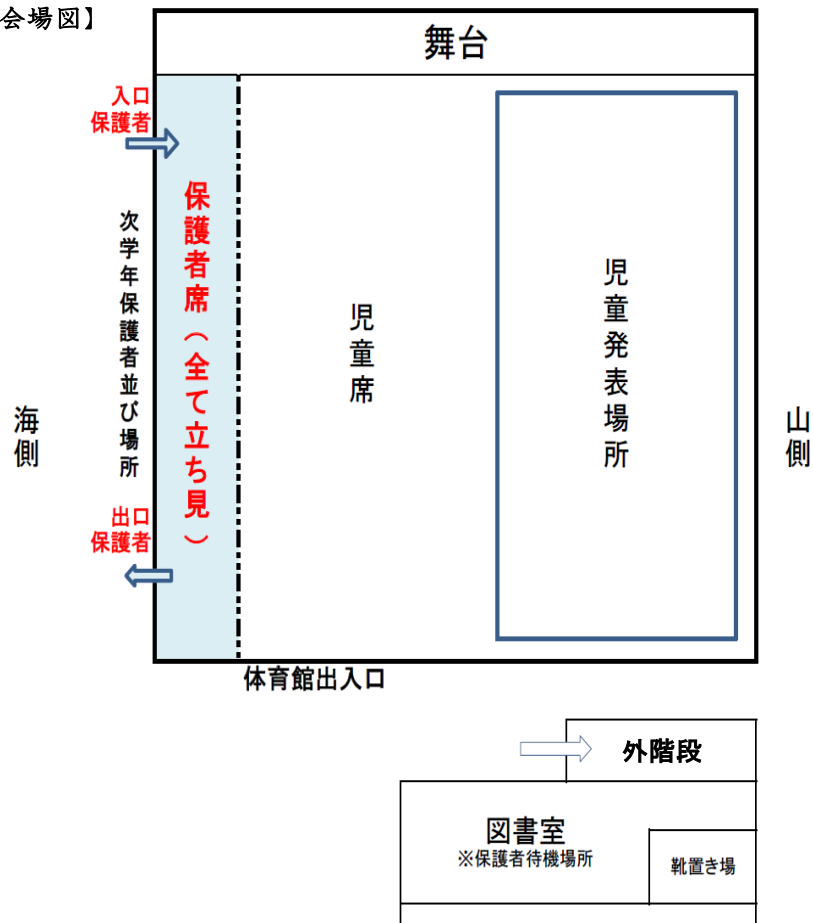 会場図】
舞台
入口
保護者
次学年保護者並び場所
保護者席（全て立ち見）
児童席
児童発表場所
海側
山側
出口
保護者
体育館出入口
外階段
図書室
※保護者待機場所
靴置き場